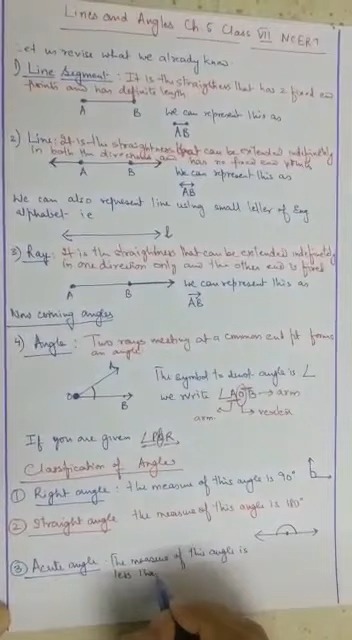 Lines and Angles Ch 5 Class VII NCERT
Let us revise what we already know.
1) Line Segment : It is the straightness that has 2 fixed end
points and has definite length
A B we can represent this as
AB
2) Line: It is the straightness that can be extended indefinitely
in both the directions and has no fixed end points
A B we can represent this as
AB
We can also represent line using small letter of Eng
alphabet - ie
l
3) Ray: It is the straightness that can be extended indefinitely
in one direction only and the other end is fixed
A B we can represent this as
AB
Now coming angles
4) Angle : Two rays meeting at a common end pt forms
an angle
A
The symbol to denot angle is ∠
O B we write ∠AOB → arm
arm → vertex
If you are given ∠PQR,
Classification of Angles
① Right angle : the measure of this angle is 90°
② Straight angle the measure of this angle is 180°
③ Acute angle : The measure of this angle is
less tha